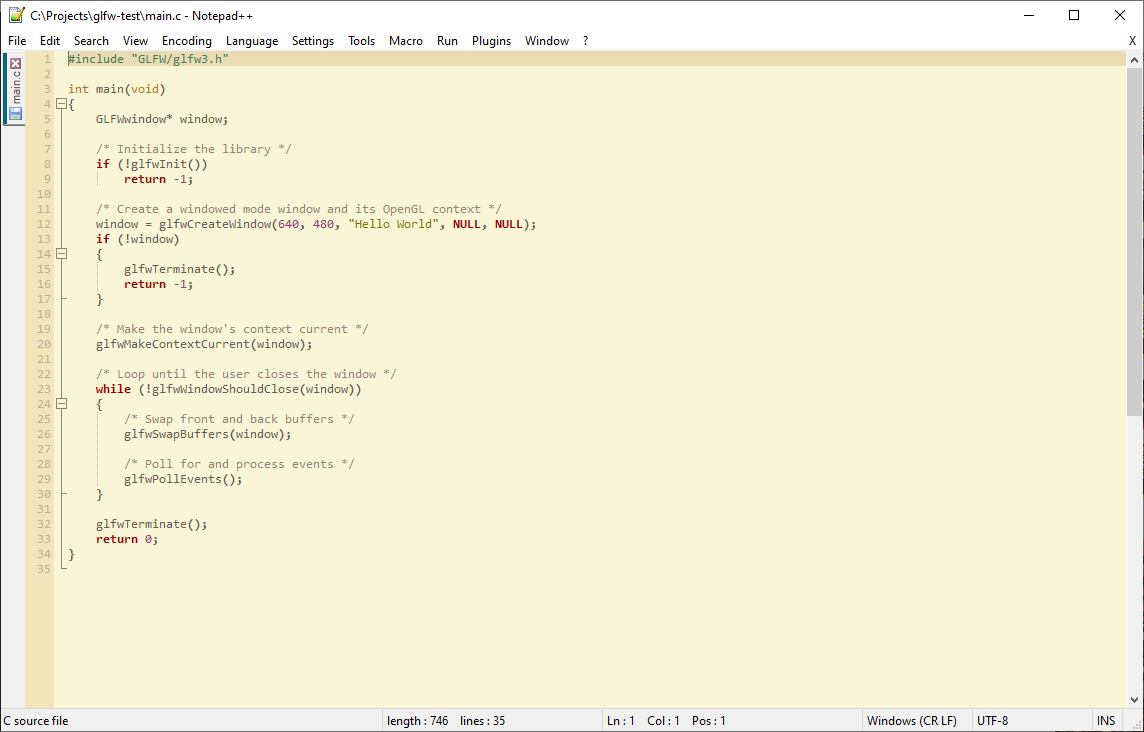 C:\Projects\glfw-test\main.c - Notepad++
File Edit Search View Encoding Language Settings Tools Macro Run Plugins Window ? X
main.c
1 #include "GLFW/glfw3.h"
2
3 int main(void)
4 {
5     GLFWwindow* window;
6
7     /* Initialize the library */
8     if (!glfwInit())
9         return -1;
10
11     /* Create a windowed mode window and its OpenGL context */
12     window = glfwCreateWindow(640, 480, "Hello World", NULL, NULL);
13     if (!window)
14     {
15         glfwTerminate();
16         return -1;
17     }
18
19     /* Make the window's context current */
20     glfwMakeContextCurrent(window);
21
22     /* Loop until the user closes the window */
23     while (!glfwWindowShouldClose(window))
24     {
25         /* Swap front and back buffers */
26         glfwSwapBuffers(window);
27
28         /* Poll for and process events */
29         glfwPollEvents();
30     }
31
32     glfwTerminate();
33     return 0;
34 }
35
C source file length : 746 lines : 35 Ln : 1 Col : 1 Pos : 1 Windows (CR LF) UTF-8 INS